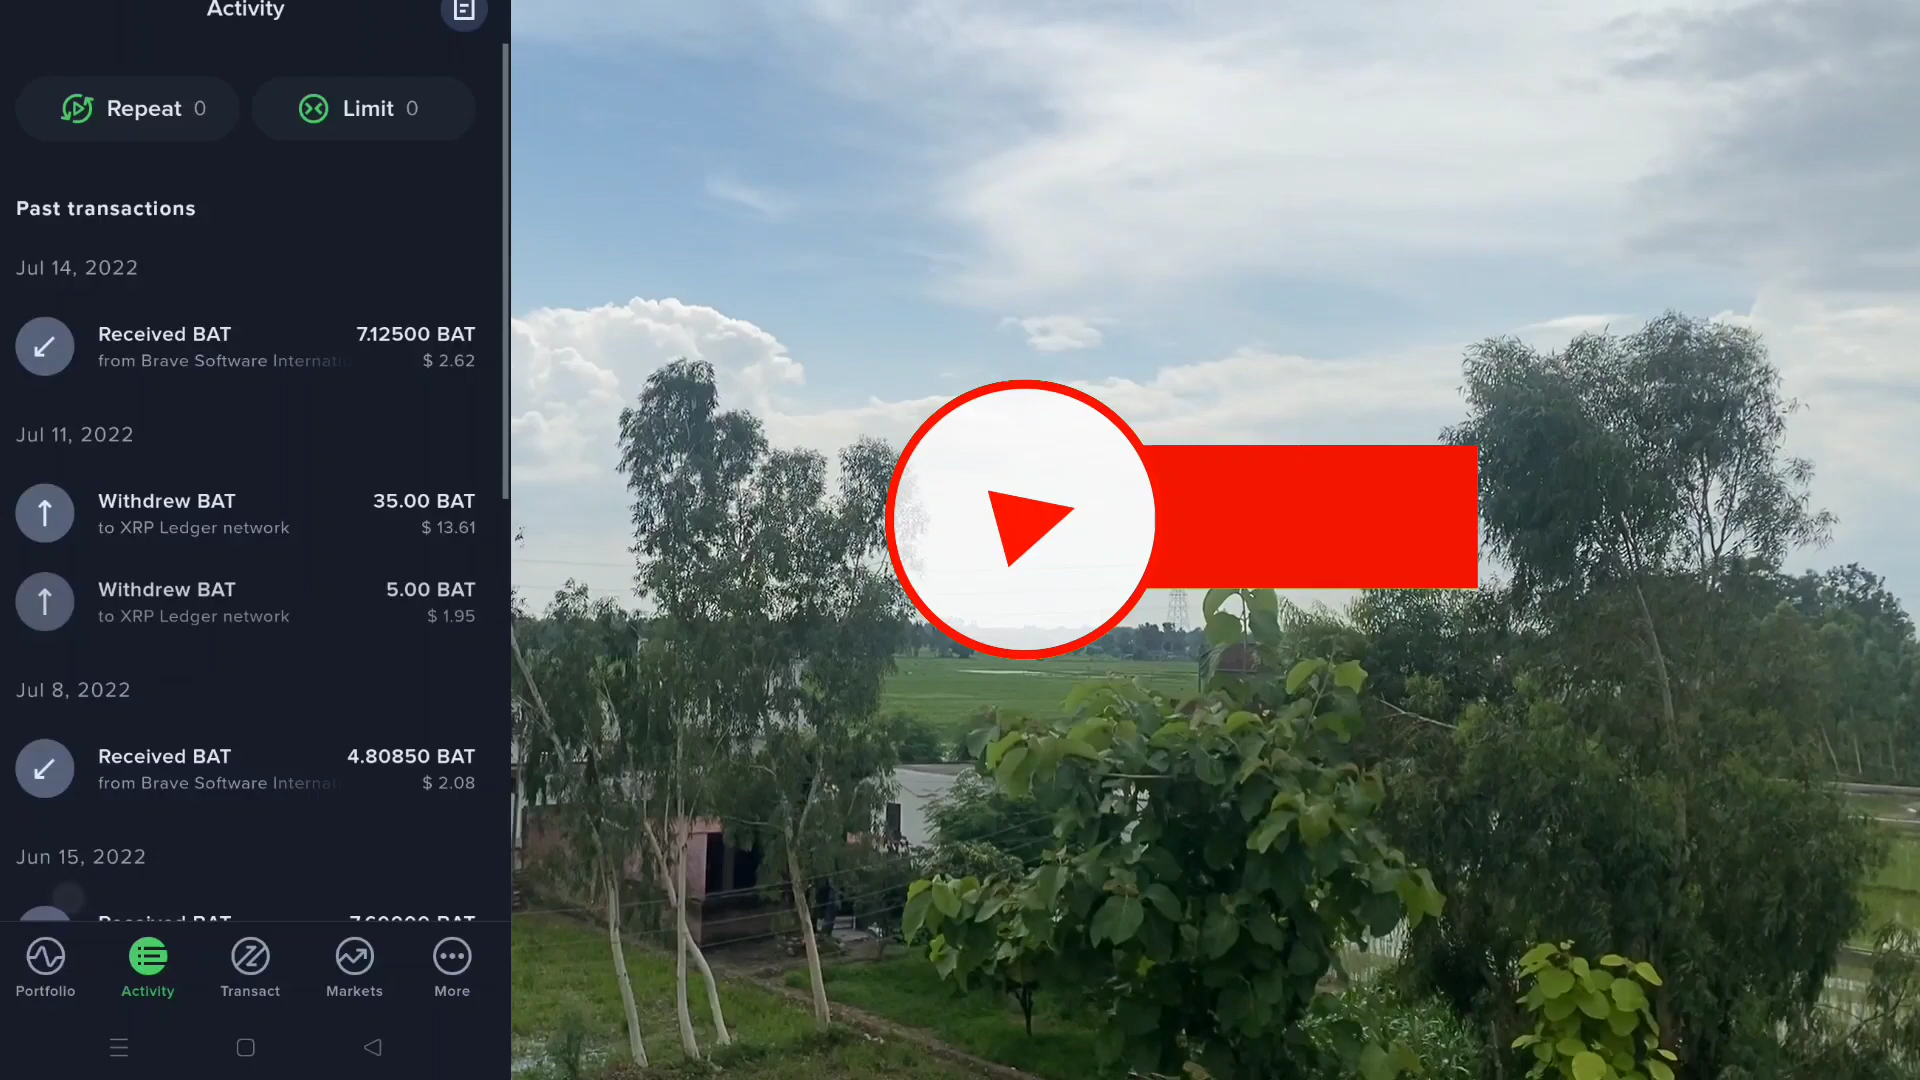 Activity
Repeat 0
Limit 0
Past transactions
Jul 14, 2022
Received BAT 7.12500 BAT
from Brave Software Internati $ 2.62
Jul 11, 2022
Withdrew BAT 35.00 BAT
to XRP Ledger network $ 13.61
Withdrew BAT 5.00 BAT
to XRP Ledger network $ 1.95
Jul 8, 2022
Received BAT 4.80850 BAT
from Brave Software Internati $ 2.08
Jun 15, 2022
Received BAT
Portfolio
Activity
Transact
Markets
More